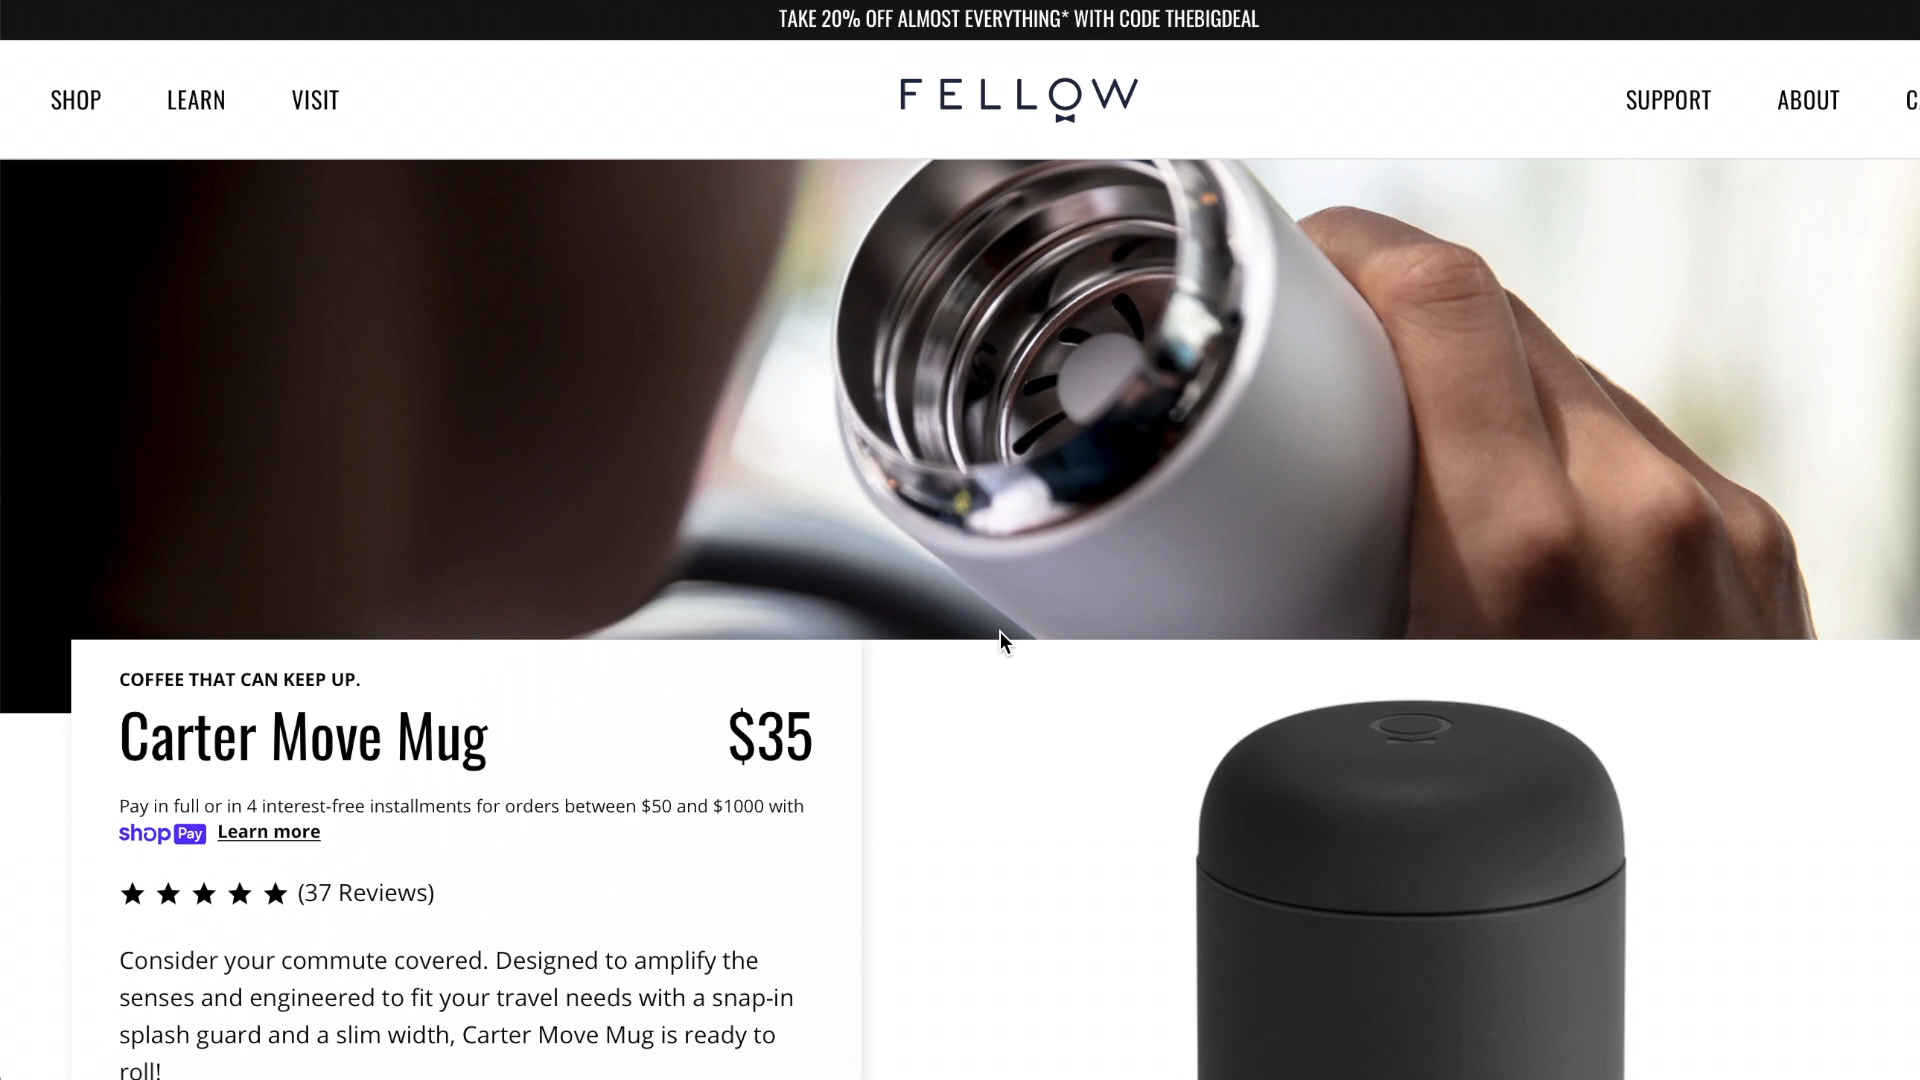 TAKE 20% OFF ALMOST EVERYTHING* WITH CODE THEBIGDEAL
SHOP LEARN VISIT FELLOW SUPPORT ABOUT
COFFEE THAT CAN KEEP UP.
Carter Move Mug $35
Pay in full or in 4 interest-free installments for orders between $50 and $1000 with
shop Pay Learn more
(37 Reviews)
Consider your commute covered. Designed to amplify the
senses and engineered to fit your travel needs with a snap-in
splash guard and a slim width, Carter Move Mug is ready to
roll!